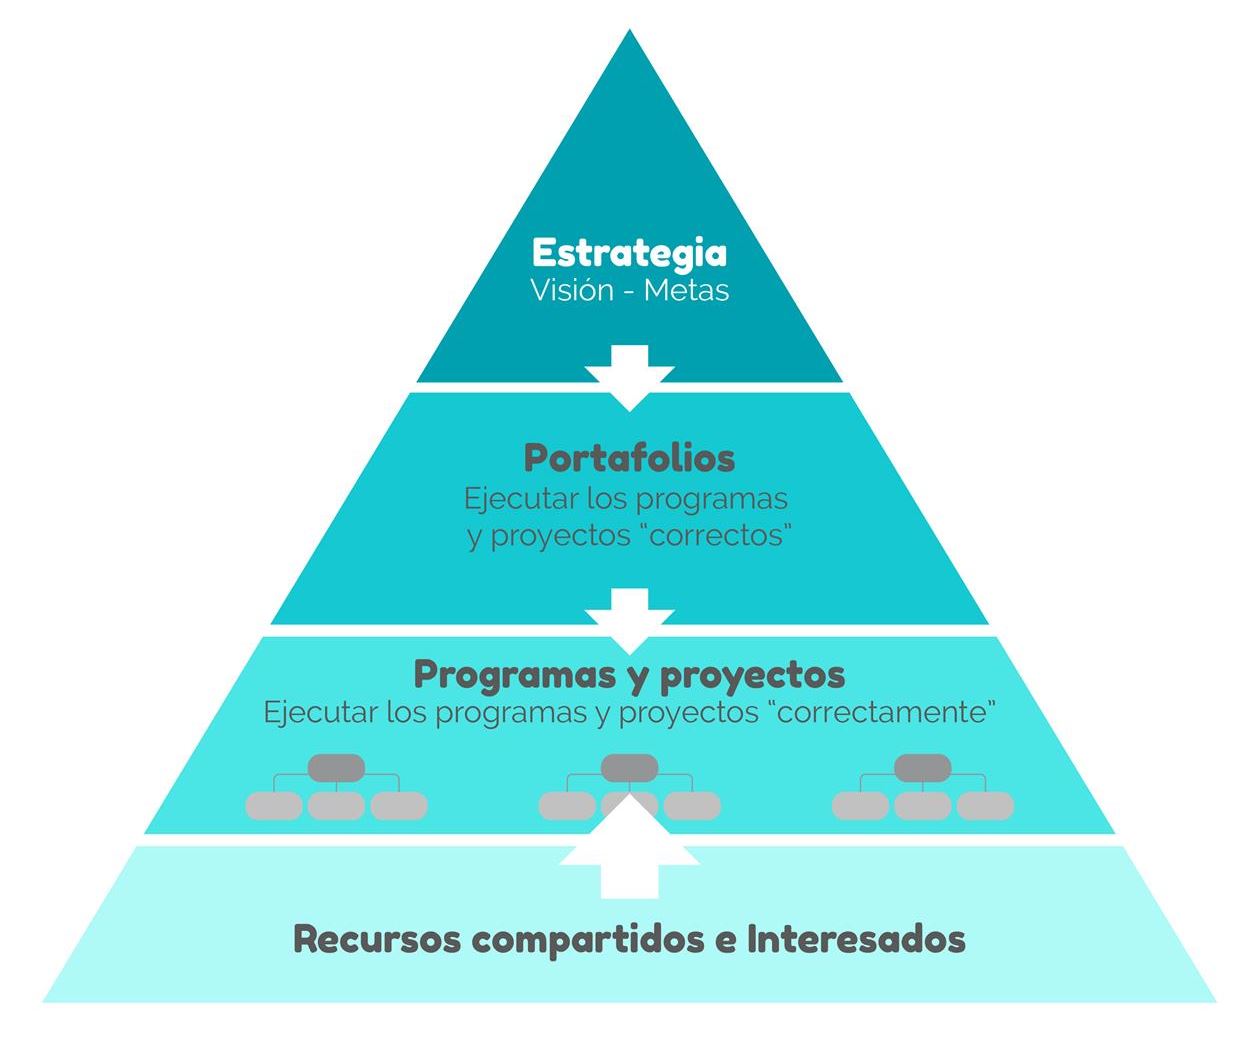 Estrategia
Visión - Metas
Portafolios
Ejecutar los programas
y proyectos “correctos”
Programas y proyectos
Ejecutar los programas y proyectos “correctamente”
Recursos compartidos e Interesados